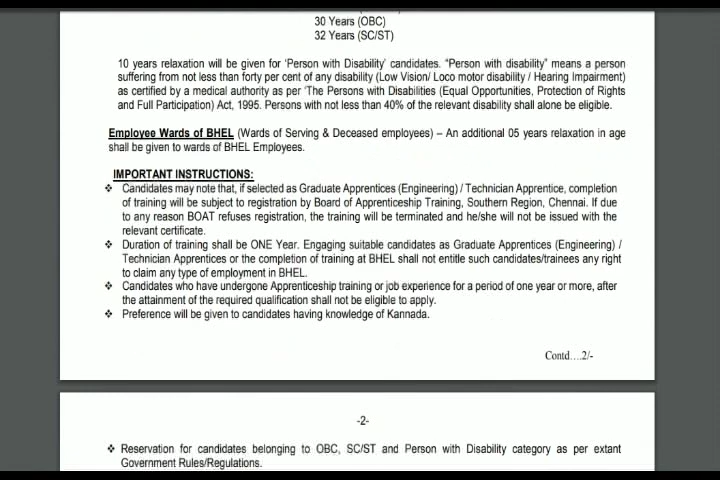 30 Years (OBC)
32 Years (SC/ST)
10 years relaxation will be given for 'Person with Disability' candidates. "Person with disability" means a person
suffering from not less than forty per cent of any disability (Low Vision/ Loco motor disability / Hearing Impairment)
as certified by a medical authority as per 'The Persons with Disabilities (Equal Opportunities, Protection of Rights
and Full Participation) Act, 1995. Persons with not less than 40% of the relevant disability shall alone be eligible.
Employee Wards of BHEL (Wards of Serving & Deceased employees) – An additional 05 years relaxation in age
shall be given to wards of BHEL Employees.
IMPORTANT INSTRUCTIONS:
❖ Candidates may note that, if selected as Graduate Apprentices (Engineering) / Technician Apprentice, completion
of training will be subject to registration by Board of Apprenticeship Training, Southern Region, Chennai. If due
to any reason BOAT refuses registration, the training will be terminated and he/she will not be issued with the
relevant certificate.
❖ Duration of training shall be ONE Year. Engaging suitable candidates as Graduate Apprentices (Engineering) /
Technician Apprentices or the completion of training at BHEL shall not entitle such candidates/trainees any right
to claim any type of employment in BHEL.
❖ Candidates who have undergone Apprenticeship training or job experience for a period of one year or more, after
the attainment of the required qualification shall not be eligible to apply.
❖ Preference will be given to candidates having knowledge of Kannada.
Contd....2/-
-2-
❖ Reservation for candidates belonging to OBC, SC/ST and Person with Disability category as per extant
Government Rules/Regulations.